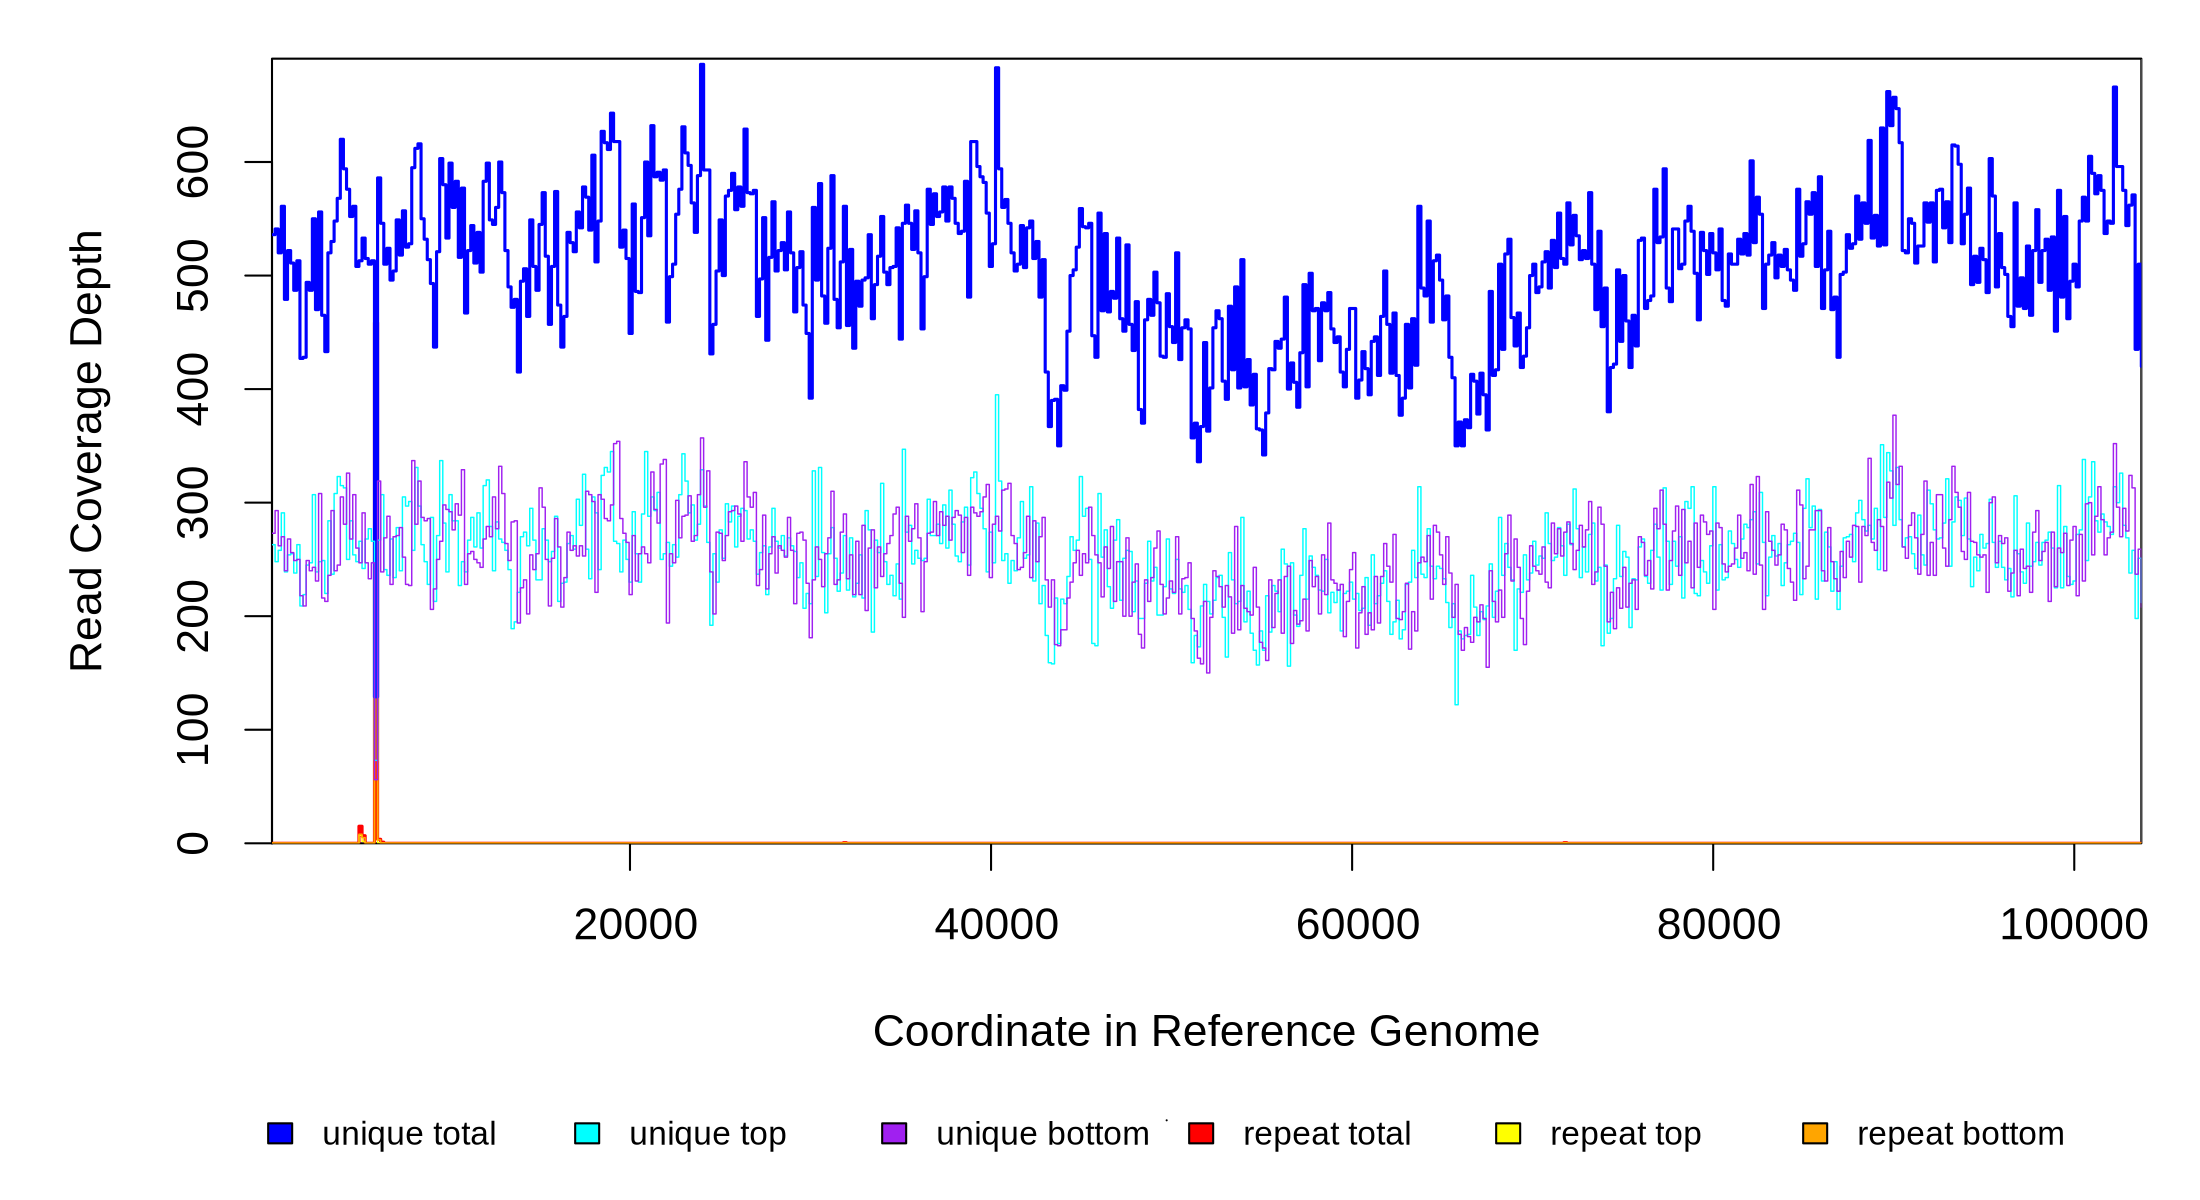 Read Coverage Depth
600
500
400
300
200
100
0
20000 40000 60000 80000 100000
Coordinate in Reference Genome
unique total unique top unique bottom repeat total repeat top repeat bottom